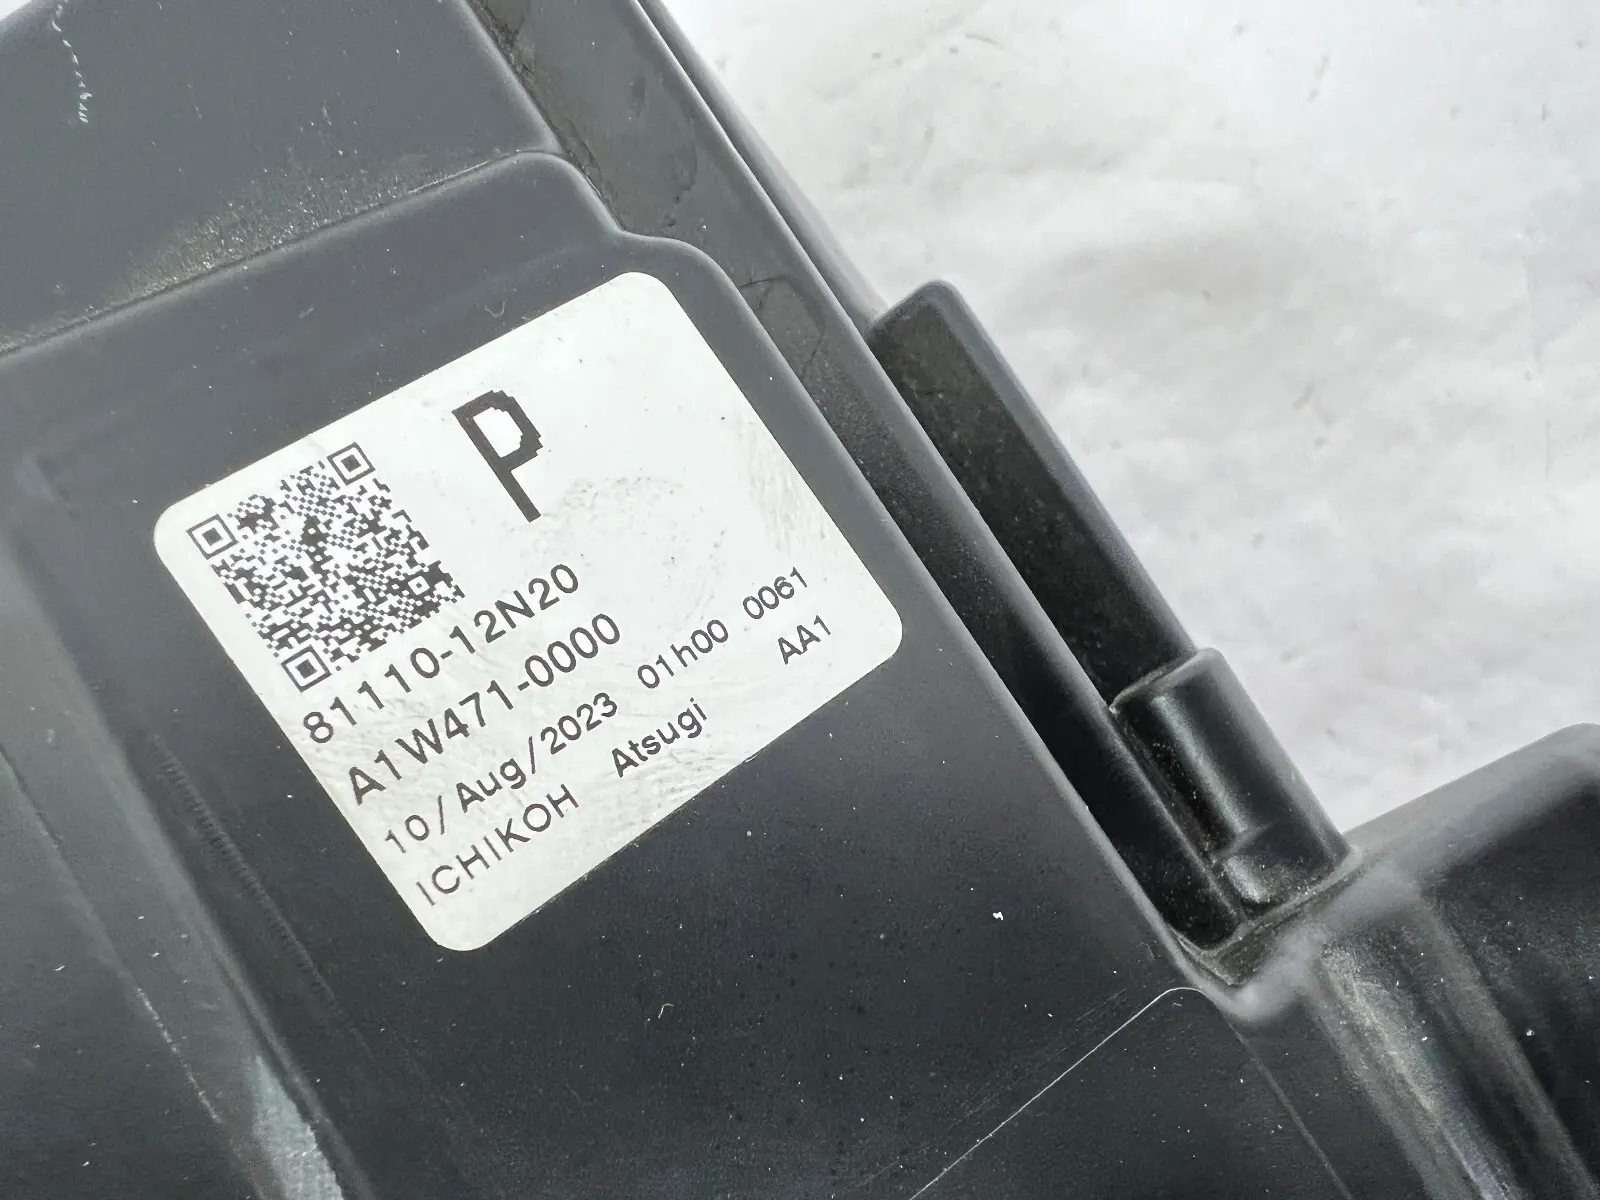 P
81110-12N20
A1W471-0000
10/Aug/2023 01h00 0061
ICHIKOH Atsugi AA1